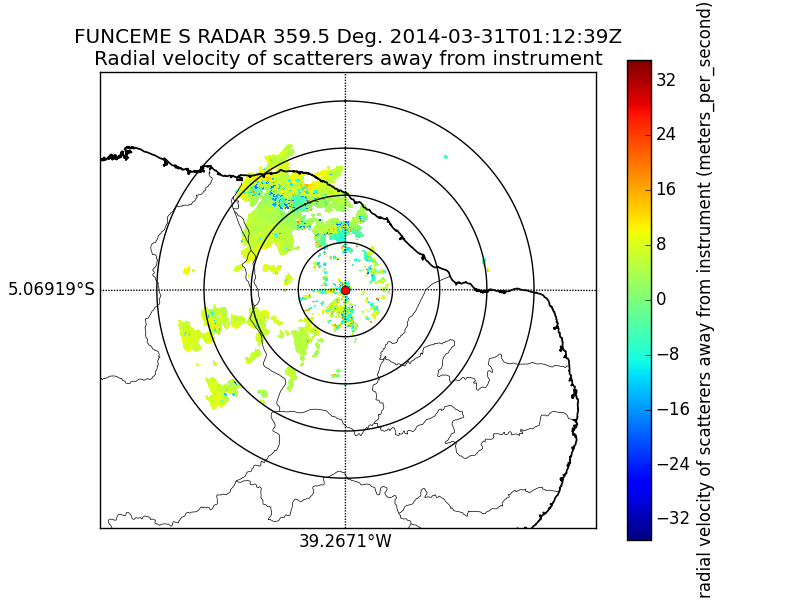 FUNCEME S RADAR 359.5 Deg. 2014-03-31T01:12:39Z
Radial velocity of scatterers away from instrument
5.06919°S
39.2671°W
32
24
16
8
0
−8
−16
−24
−32
radial velocity of scatterers away from instrument (meters_per_second)